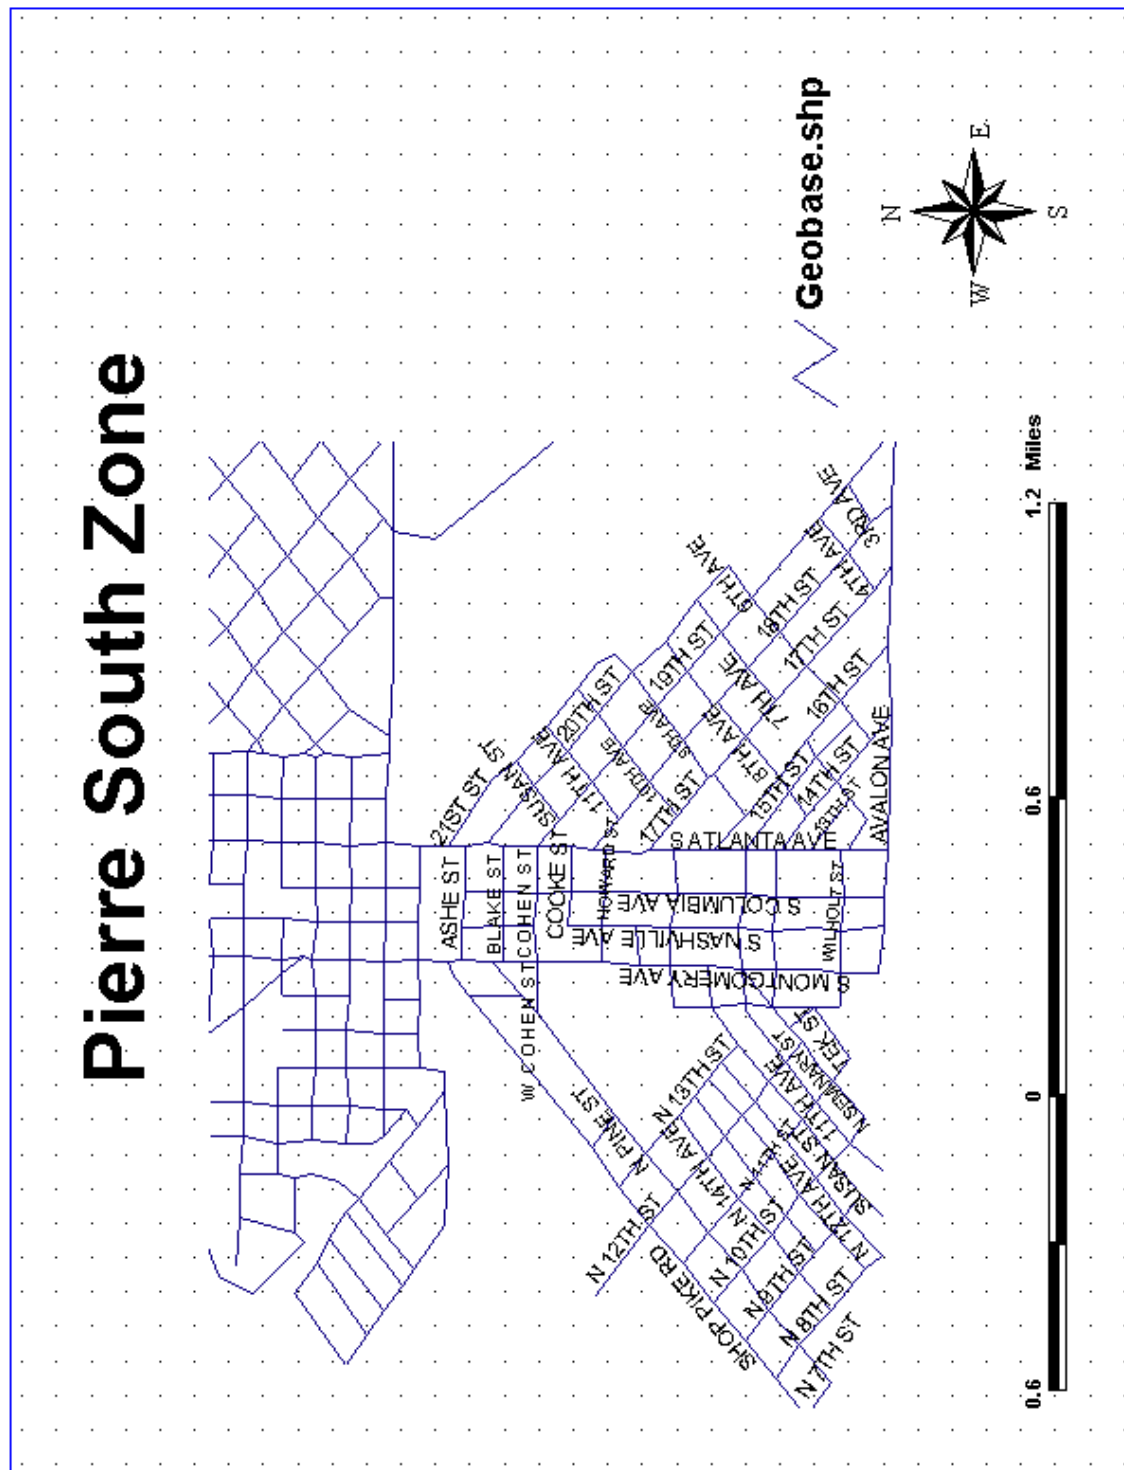 Pierre South Zone
Geobase.shp
N
E
S
W
0.6
0
0.6
1.2 Miles
ASHE ST
BLAKE ST
W COHEN ST
COHEN ST
COOKE ST
HOWARD ST
21ST ST
SUSAN ST
11TH AVE
20TH ST
10TH AVE
9TH AVE
19TH ST
17TH ST
8TH AVE
7TH AVE
6TH AVE
18TH ST
17TH ST
16TH ST
15TH ST
14TH ST
13TH ST
4TH AVE
3RD AVE
AVALON AVE
S ATLANTA AVE
S COLUMBIA AVE
S NASHVILLE AVE
S MONTGOMERY AVE
WILHOLT ST
TEK ST
N SEMINARY ST
11TH AVE
SUSAN ST
N 12TH AVE
N 11TH
N 13TH ST
N 14TH AVE
N PINE ST
N 12TH ST
SHOP PIKE RD
N 10TH ST
N 9TH ST
N 8TH ST
N 7TH ST